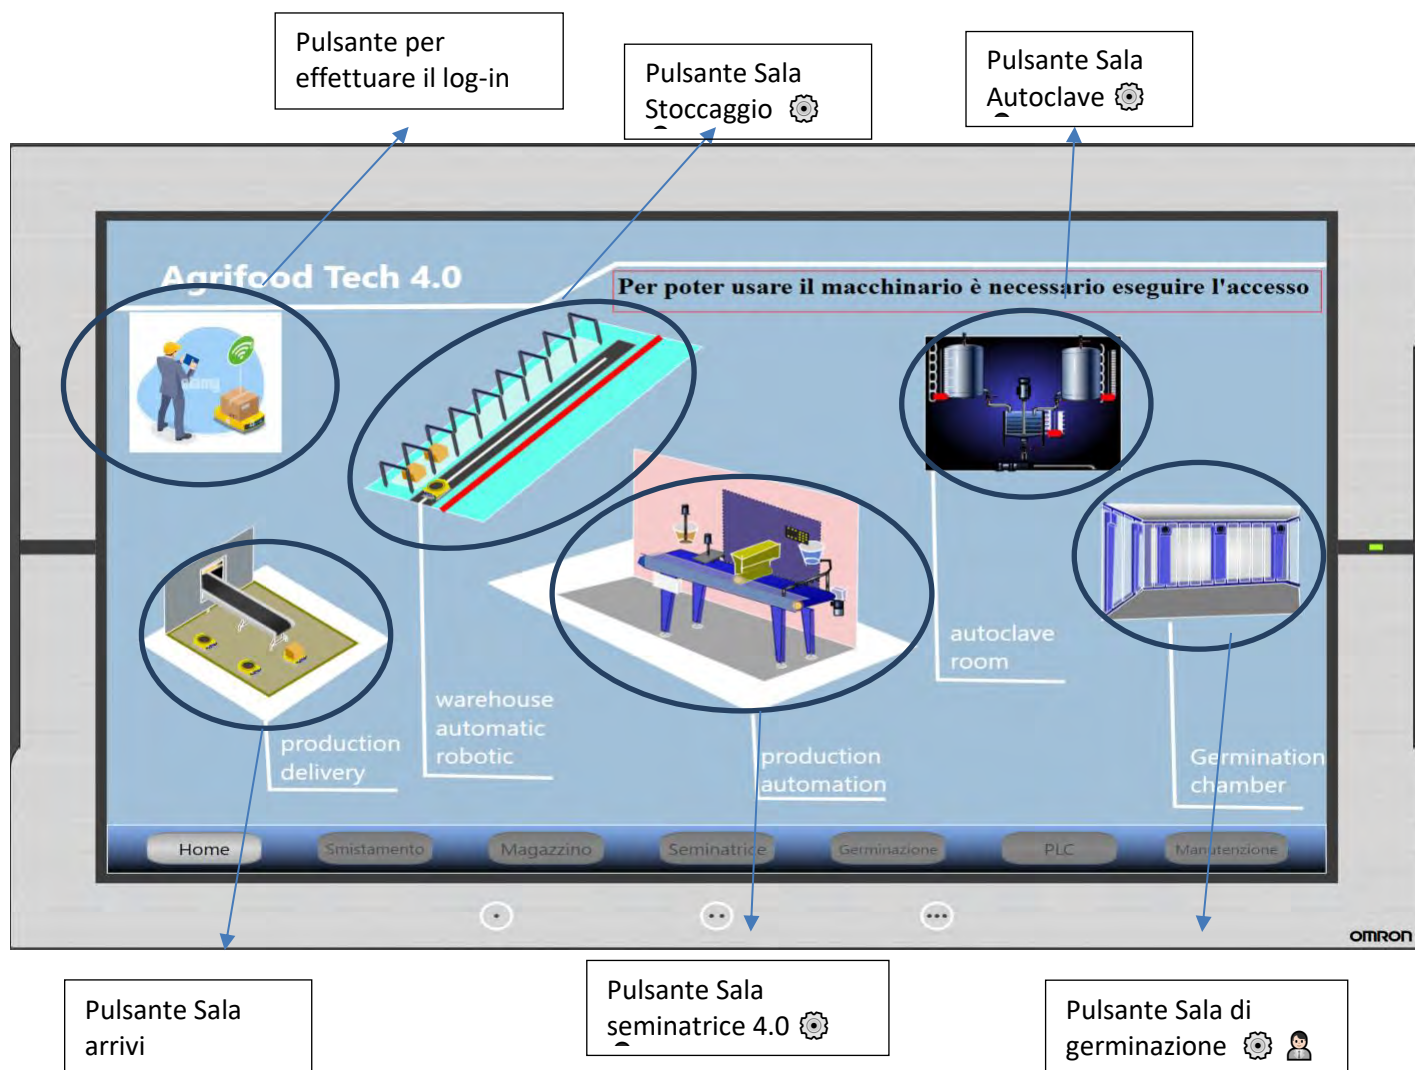 Pulsante per
effettuare il log-in
Pulsante Sala
Stoccaggio
Pulsante Sala
Autoclave
Agrifood Tech 4.0
Per poter usare il macchinario è necessario eseguire l'accesso
alamy
autoclave
room
warehouse
automatic
robotic
production
delivery
production
automation
Germination
chamber
Home
Smistamento
Magazzino
Seminatrice
Germinazione
PLC
Manutenzione
OMRON
Pulsante Sala
arrivi
Pulsante Sala
seminatrice 4.0
Pulsante Sala di
germinazione